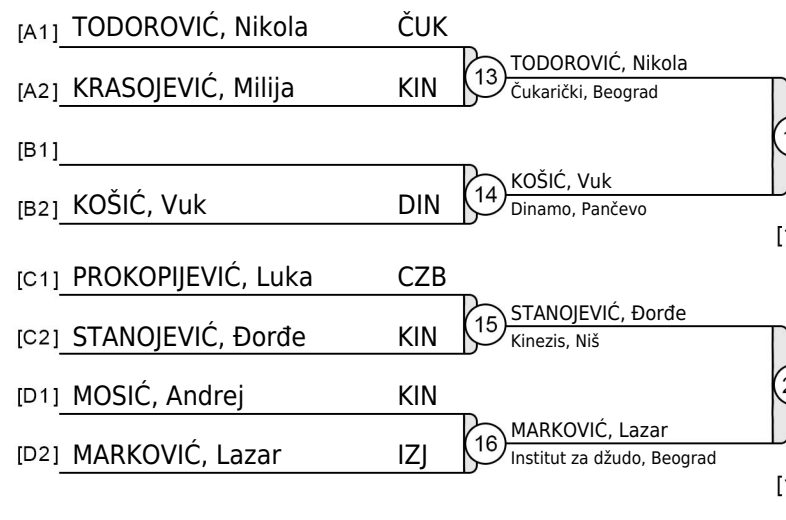 [A1] TODOROVIĆ, Nikola ČUK
[A2] KRASOJEVIĆ, Milija KIN
13
TODOROVIĆ, Nikola
Čukarički, Beograd
[B1]
[B2] KOŠIĆ, Vuk DIN
14
KOŠIĆ, Vuk
Dinamo, Pančevo
[C1] PROKOPIJEVIĆ, Luka CZB
[C2] STANOJEVIĆ, Đorđe KIN
15
STANOJEVIĆ, Đorđe
Kinezis, Niš
[D1] MOSIĆ, Andrej KIN
[D2] MARKOVIĆ, Lazar IZJ
16
MARKOVIĆ, Lazar
Institut za džudo, Beograd